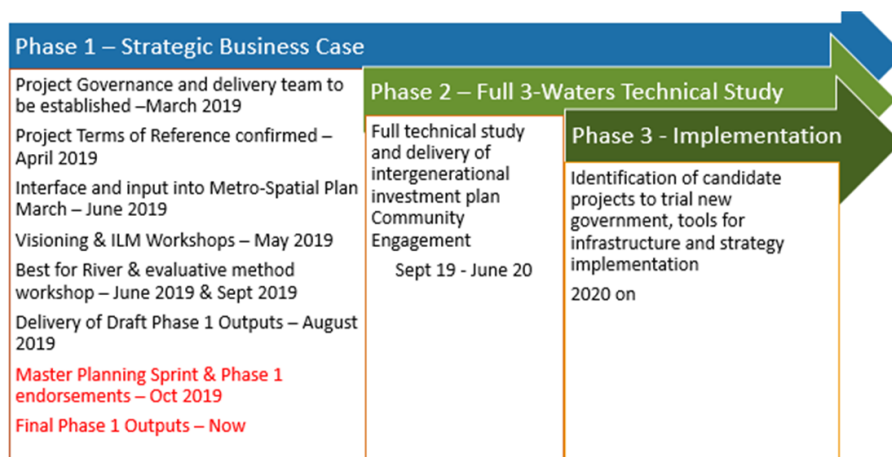 Phase 1 – Strategic Business Case
Project Governance and delivery team to
be established –March 2019
Project Terms of Reference confirmed –
April 2019
Interface and input into Metro-Spatial Plan
March – June 2019
Visioning & ILM Workshops – May 2019
Best for River & evaluative method
workshop – June 2019 & Sept 2019
Delivery of Draft Phase 1 Outputs – August
2019
Master Planning Sprint & Phase 1
endorsements – Oct 2019
Final Phase 1 Outputs – Now
Phase 2 – Full 3-Waters Technical Study
Full technical study
and delivery of
intergenerational
investment plan
Community
Engagement
Sept 19 - June 20
Phase 3 - Implementation
Identification of candidate
projects to trial new
government, tools for
infrastructure and strategy
implementation
2020 on